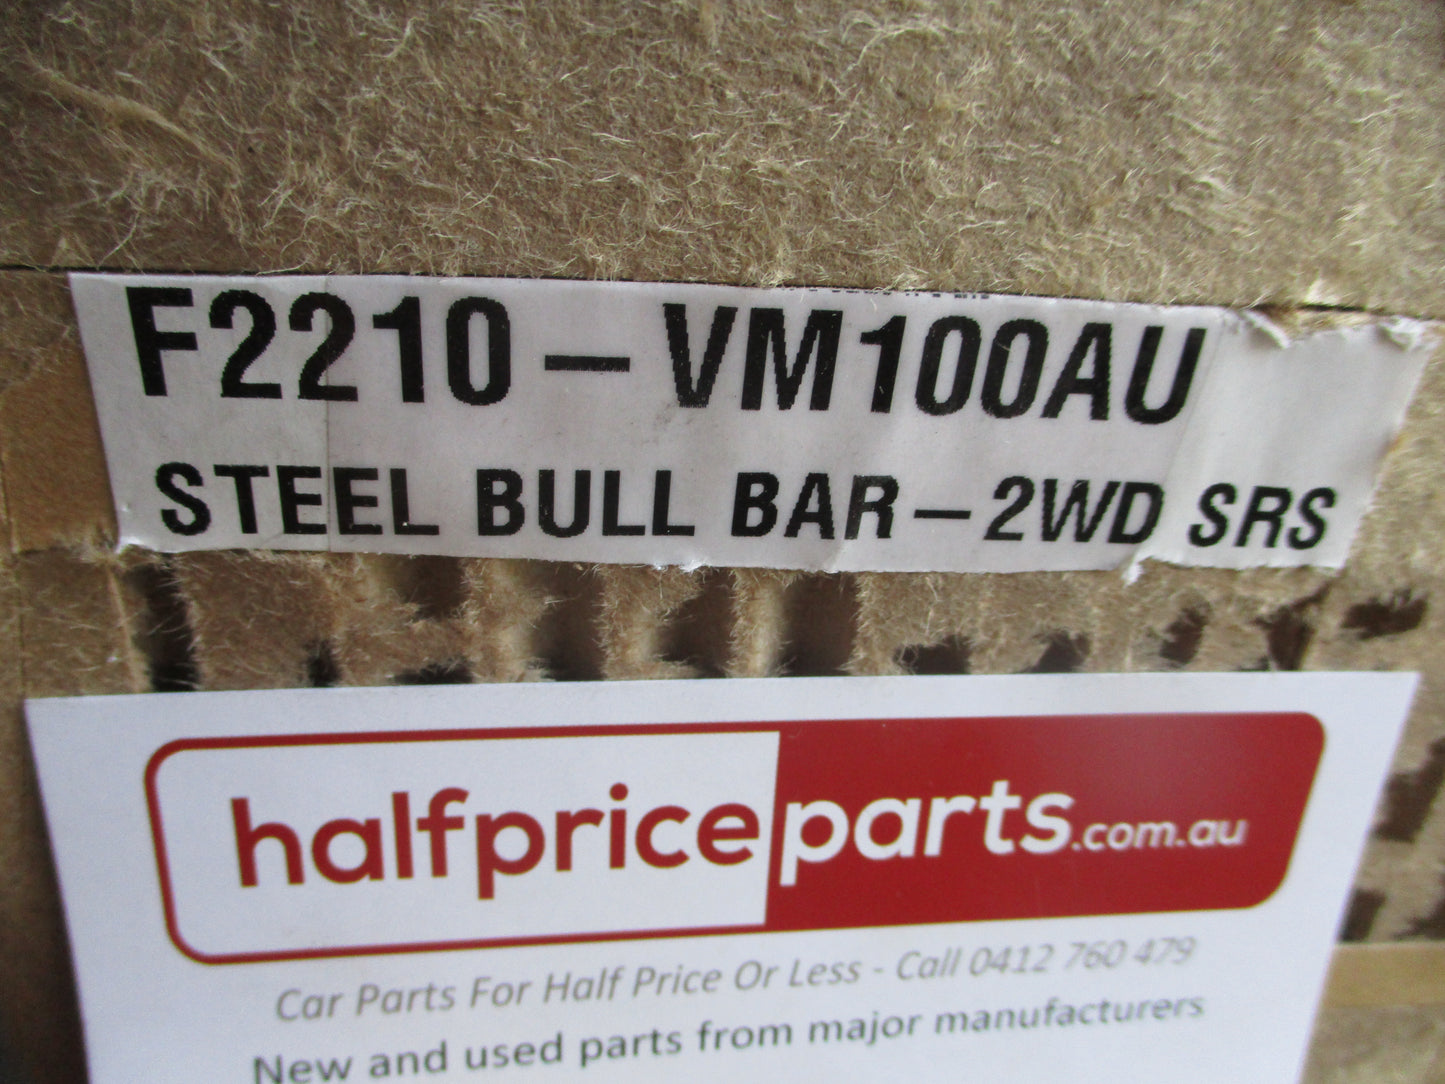 F2210-VM100AU
STEEL BULL BAR-2WD SRS
halfpriceparts.com.au
Car Parts For Half Price Or Less - Call 0412 760 479
New and used parts from major manufacturers